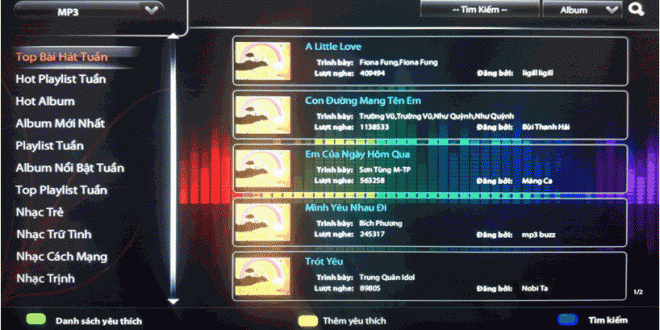 MP3
-- Tìm Kiếm --
Album
Top Bài Hát Tuần
Hot Playlist Tuần
Hot Album
Album Mới Nhất
Playlist Tuần
Album Nổi Bật Tuần
Top Playlist Tuần
Nhạc Trẻ
Nhạc Trữ Tình
Nhạc Cách Mạng
Nhạc Trịnh
A Little Love
Trình bày: Fiona Fung,Fiona Fung
Lượt nghe: 409494 Đăng bởi: ligill ligill
Con Đường Mang Tên Em
Trình bày: Trường Vũ,Trường Vũ,Như Quỳnh,Như Quỳnh
Lượt nghe: 1138533 Đăng bởi: Bùi Thanh Hải
Em Của Ngày Hôm Qua
Trình bày: Sơn Tùng M-TP
Lượt nghe: 563258 Đăng bởi: Máng Ca
Mình Yêu Nhau Đi
Trình bày: Bích Phương
Lượt nghe: 245317 Đăng bởi: mp3 buzz
Trót Yêu
Trình bày: Trung Quân Idol
Lượt nghe: 89805 Đăng bởi: Nobi Ta
1/2
Danh sách yêu thích
Thêm yêu thích
Tìm kiếm